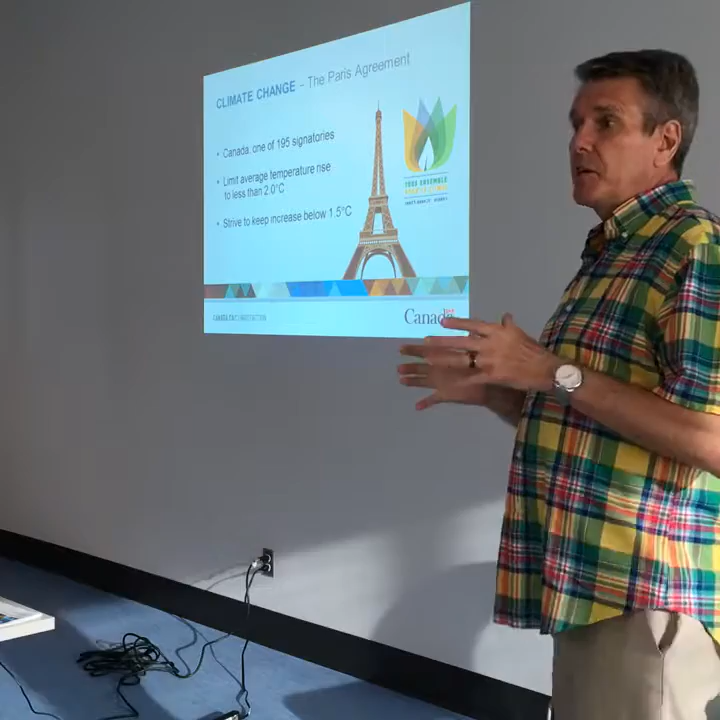 CLIMATE CHANGE – The Paris Agreement
• Canada, one of 195 signatories
• Limit average temperature rise
to less than 2.0°C
• Strive to keep increase below 1.5°C
Canada